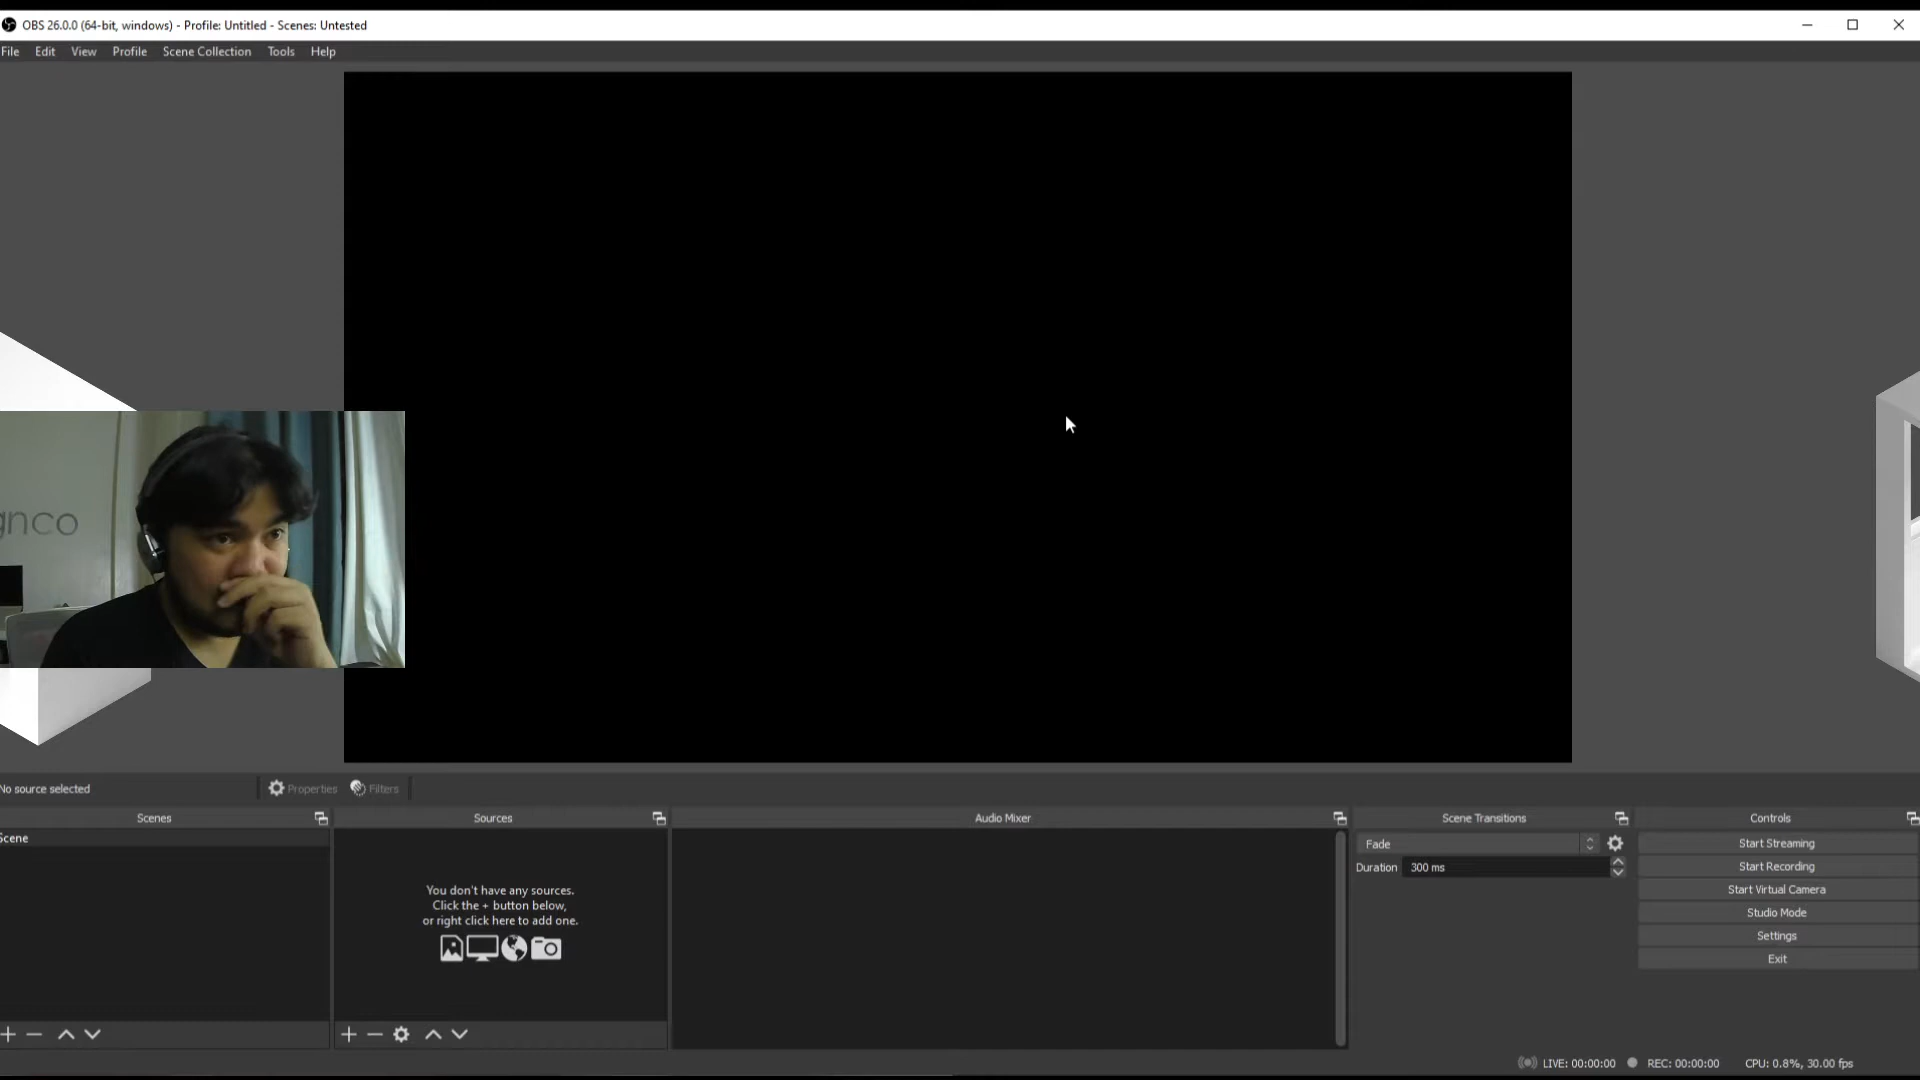 OBS 26.0.0 (64-bit, windows) - Profile: Untitled - Scenes: Untested
File Edit View Profile Scene Collection Tools Help
gnco
No source selected
Properties Filters
Scenes
Sources
Audio Mixer
Scene Transitions
Controls
Scene
You don't have any sources.
Click the + button below,
or right click here to add one.
Fade
Duration 300 ms
Start Streaming
Start Recording
Start Virtual Camera
Studio Mode
Settings
Exit
LIVE: 00:00:00 REC: 00:00:00 CPU: 0.8%, 30.00 fps